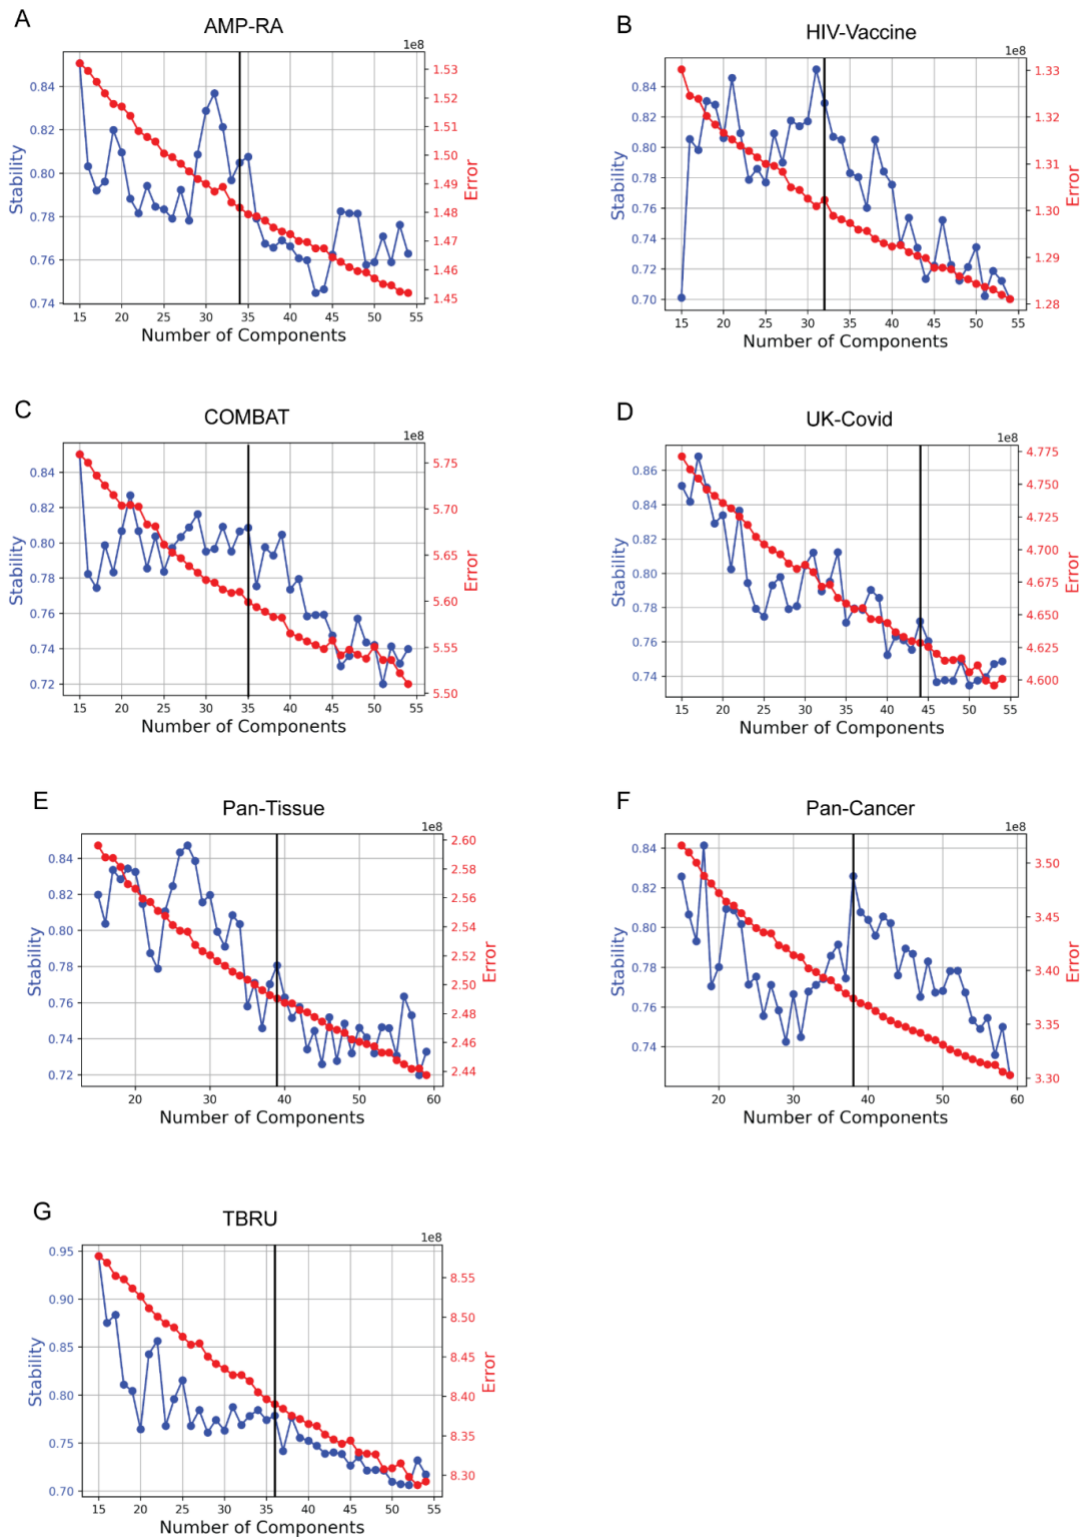 A
AMP-RA
1e8
0.84
0.82
0.80
0.78
0.76
0.74
Stability
1.53
1.52
1.51
1.50
1.49
1.48
1.47
1.46
1.45
Error
15 20 25 30 35 40 45 50 55
Number of Components
B
HIV-Vaccine
1e8
0.84
0.82
0.80
0.78
0.76
0.74
0.72
0.70
Stability
1.33
1.32
1.31
1.30
1.29
1.28
Error
15 20 25 30 35 40 45 50 55
Number of Components
C
COMBAT
1e8
0.84
0.82
0.80
0.78
0.76
0.74
0.72
Stability
5.75
5.70
5.65
5.60
5.55
5.50
Error
15 20 25 30 35 40 45 50 55
Number of Components
D
UK-Covid
1e8
0.86
0.84
0.82
0.80
0.78
0.76
0.74
Stability
4.775
4.750
4.725
4.700
4.675
4.650
4.625
4.600
Error
15 20 25 30 35 40 45 50 55
Number of Components
E
Pan-Tissue
1e8
0.84
0.82
0.80
0.78
0.76
0.74
0.72
Stability
2.60
2.58
2.56
2.54
2.52
2.50
2.48
2.46
2.44
Error
20 30 40 50 60
Number of Components
F
Pan-Cancer
1e8
0.84
0.82
0.80
0.78
0.76
0.74
Stability
3.50
3.45
3.40
3.35
3.30
Error
20 30 40 50 60
Number of Components
G
TBRU
1e8
0.95
0.90
0.85
0.80
0.75
0.70
Stability
8.55
8.50
8.45
8.40
8.35
8.30
Error
15 20 25 30 35 40 45 50 55
Number of Components